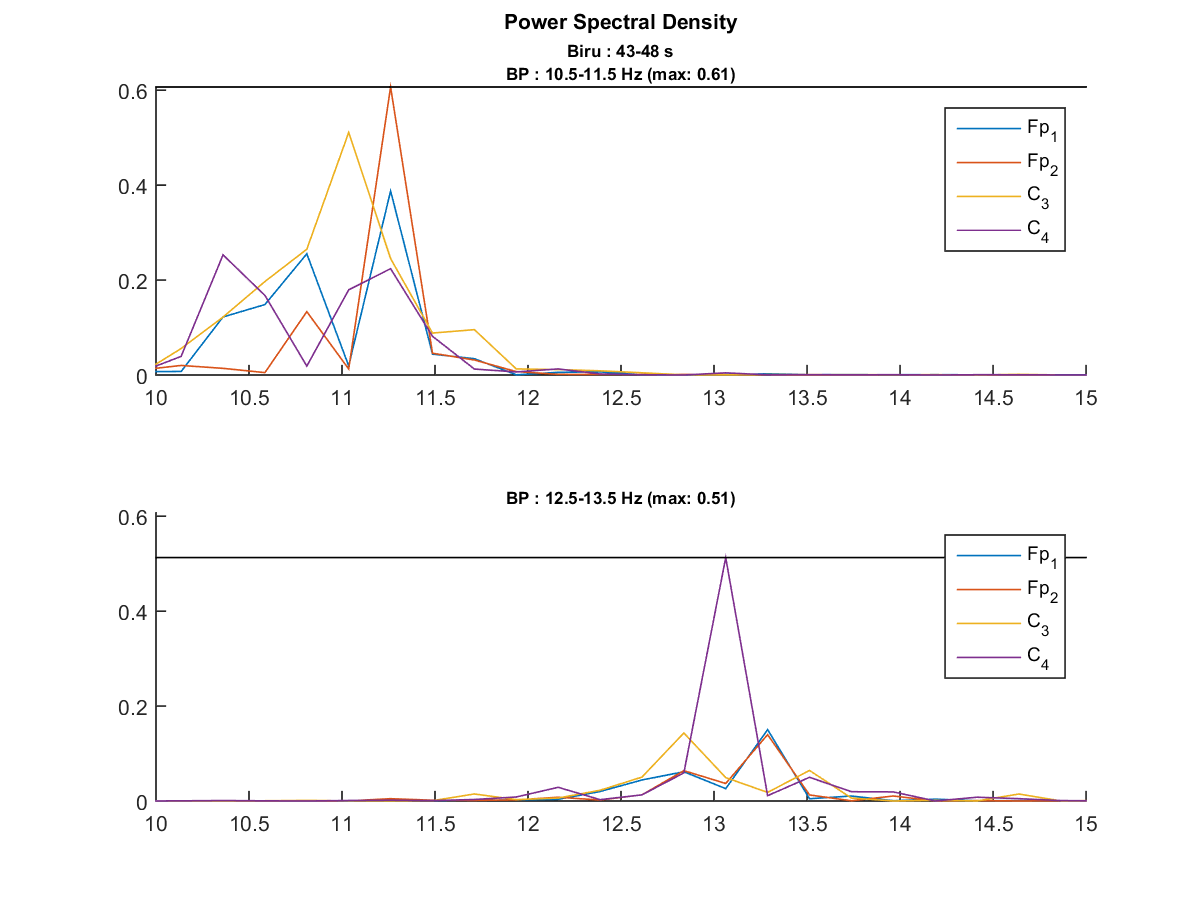 Power Spectral Density
Biru : 43-48 s
BP : 10.5-11.5 Hz (max: 0.61)
0.6
0.4
0.2
0
10 10.5 11 11.5 12 12.5 13 13.5 14 14.5 15
Fp1
Fp2
C3
C4
BP : 12.5-13.5 Hz (max: 0.51)
0.6
0.4
0.2
0
10 10.5 11 11.5 12 12.5 13 13.5 14 14.5 15
Fp1
Fp2
C3
C4